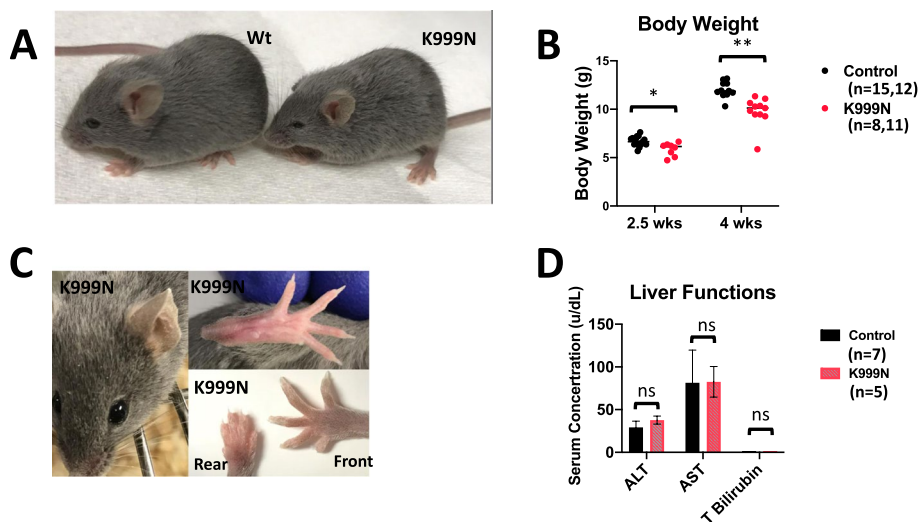 A
Wt
K999N
B
Body Weight
Body Weight (g)
15
10
5
0
*
**
2.5 wks
4 wks
Control
(n=15,12)
K999N
(n=8,11)
C
K999N
K999N
K999N
Rear
Front
D
Liver Functions
Serum Concertration (u/dL)
150
100
50
0
ns
ns
ns
ALT
AST
T Bilirubin
Control
(n=7)
K999N
(n=5)